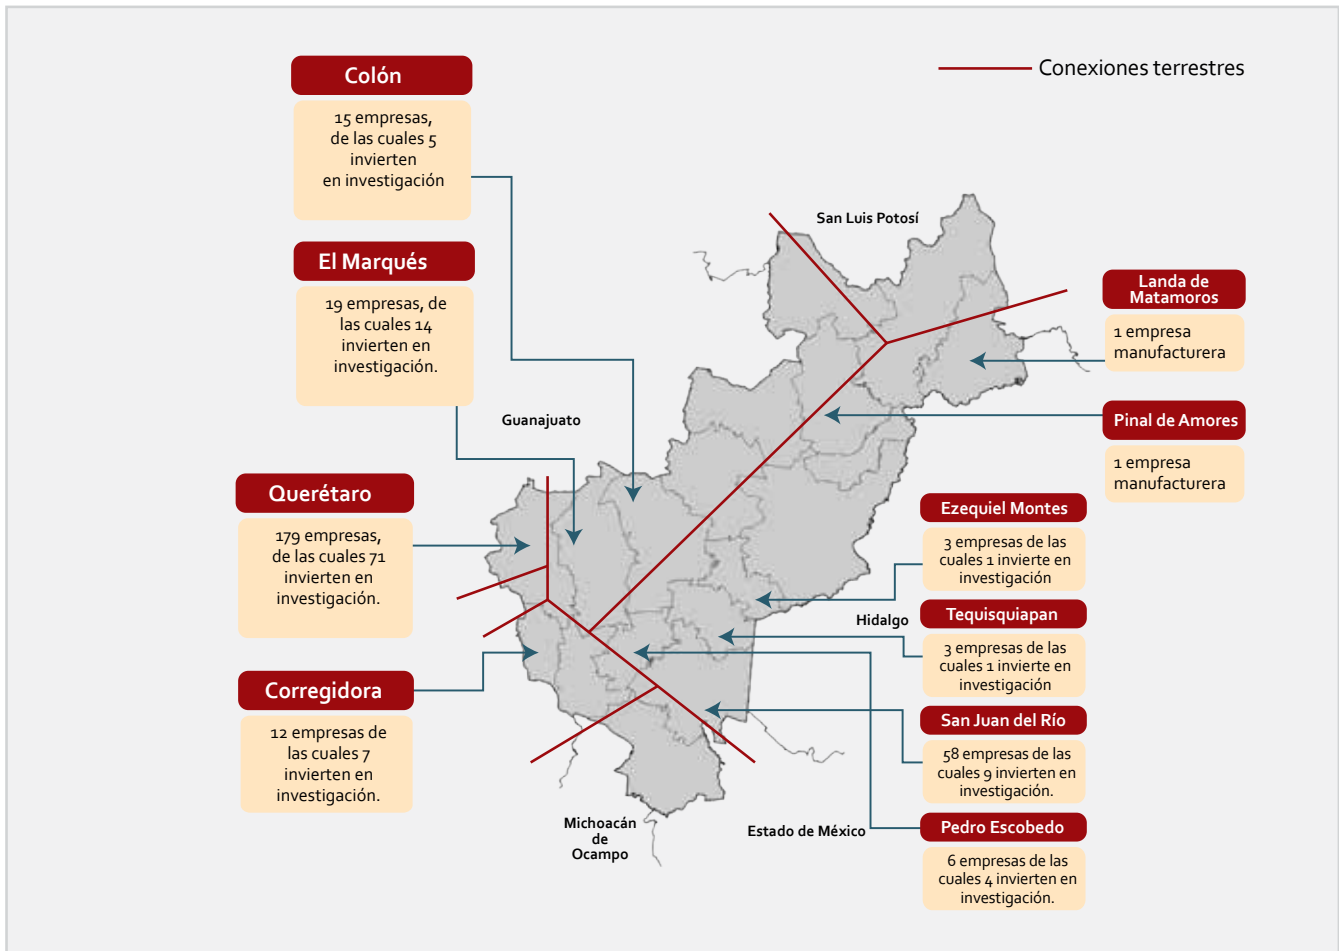 Conexiones terrestres
Colón
15 empresas,
de las cuales 5
invierten
en investigación
El Marqués
19 empresas, de
las cuales 14
invierten en
investigación.
Querétaro
179 empresas,
de las cuales 71
invierten en
investigación.
Corregidora
12 empresas de
las cuales 7
invierten en
investigación.
San Luis Potosí
Guanajuato
Hidalgo
Michoacán
de
Ocampo
Estado de México
Landa de
Matamoros
1 empresa
manufacturera
Pinal de Amores
1 empresa
manufacturera
Ezequiel Montes
3 empresas de las
cuales 1 invierte en
investigación
Tequisquiapan
3 empresas de las
cuales 1 invierte en
investigación
San Juan del Río
58 empresas de las
cuales 9 invierten en
investigación.
Pedro Escobedo
6 empresas de las
cuales 4 invierten en
investigación.